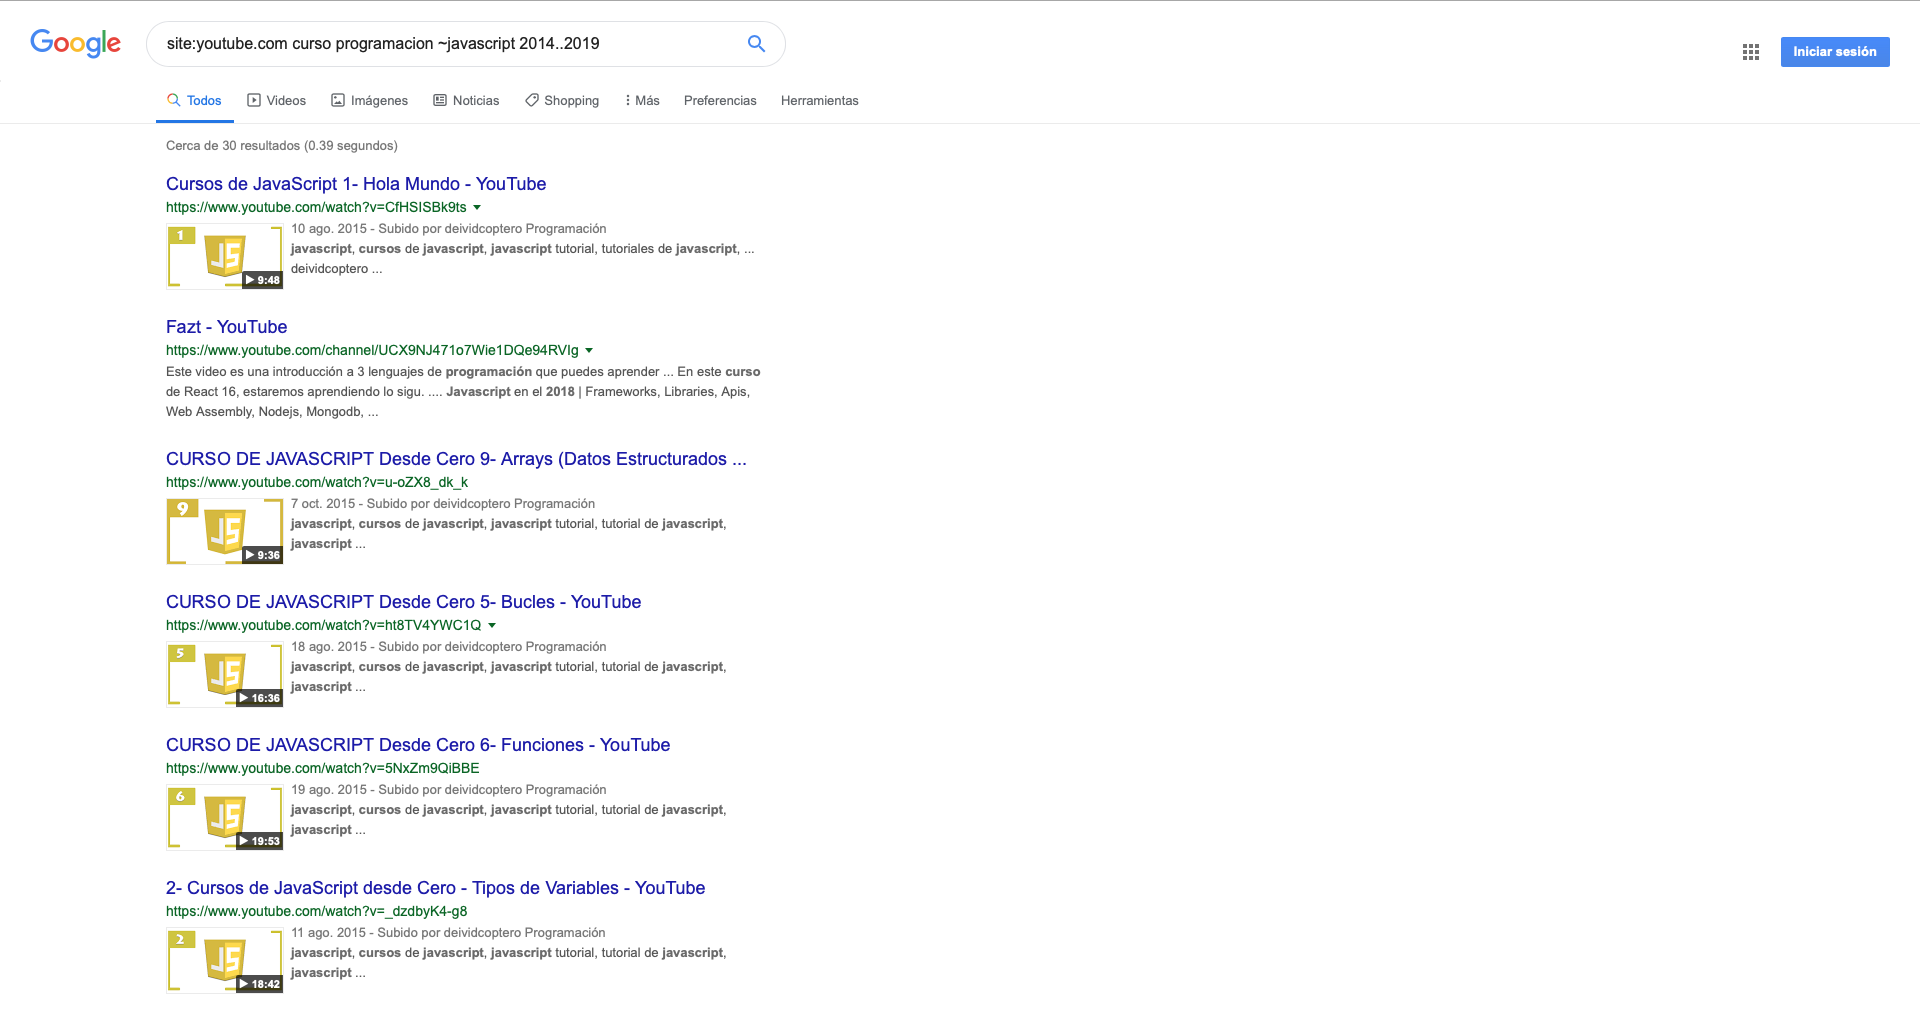 Google
site:youtube.com curso programacion ~javascript 2014..2019
Iniciar sesión
Todos
Videos
Imágenes
Noticias
Shopping
Más
Preferencias
Herramientas
Cerca de 30 resultados (0.39 segundos)
Cursos de JavaScript 1- Hola Mundo - YouTube
https://www.youtube.com/watch?v=CfHSISBk9ts
1
JS
9:48
10 ago. 2015 - Subido por deividcoptero Programación
javascript, cursos de javascript, javascript tutorial, tutoriales de javascript, ...
deividcoptero ...
Fazt - YouTube
https://www.youtube.com/channel/UCX9NJ471o7Wie1DQe94RVIg
Este video es una introducción a 3 lenguajes de programación que puedes aprender ... En este curso
de React 16, estaremos aprendiendo lo sigu. .... Javascript en el 2018 | Frameworks, Libraries, Apis,
Web Assembly, Nodejs, Mongodb, ...
CURSO DE JAVASCRIPT Desde Cero 9- Arrays (Datos Estructurados ...
https://www.youtube.com/watch?v=u-oZX8_dk_k
9
JS
9:36
7 oct. 2015 - Subido por deividcoptero Programación
javascript, cursos de javascript, javascript tutorial, tutorial de javascript,
javascript ...
CURSO DE JAVASCRIPT Desde Cero 5- Bucles - YouTube
https://www.youtube.com/watch?v=ht8TV4YWC1Q
5
JS
16:36
18 ago. 2015 - Subido por deividcoptero Programación
javascript, cursos de javascript, javascript tutorial, tutorial de javascript,
javascript ...
CURSO DE JAVASCRIPT Desde Cero 6- Funciones - YouTube
https://www.youtube.com/watch?v=5NxZm9QiBBE
6
JS
19:53
19 ago. 2015 - Subido por deividcoptero Programación
javascript, cursos de javascript, javascript tutorial, tutorial de javascript,
javascript ...
2- Cursos de JavaScript desde Cero - Tipos de Variables - YouTube
https://www.youtube.com/watch?v=_dzdbyK4-g8
2
JS
18:42
11 ago. 2015 - Subido por deividcoptero Programación
javascript, cursos de javascript, javascript tutorial, tutorial de javascript,
javascript ...